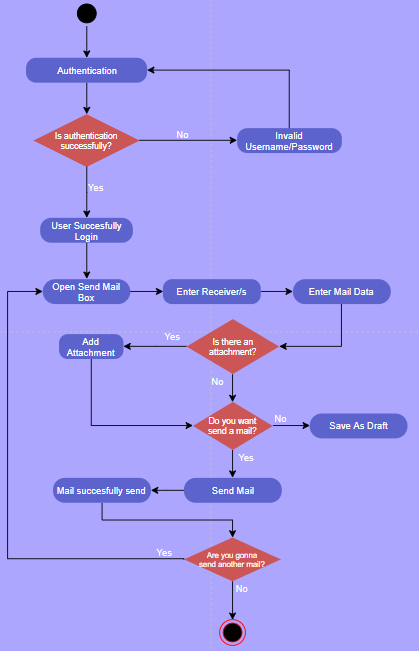 Authentication
Is authentication
successfully?
No
Invalid
Username/Password
Yes
User Succesfully
Login
Open Send Mail
Box
Enter Receiver/s
Enter Mail Data
Add
Attachment
Yes
Is there an
attachment?
No
Do you want
send a mail?
No
Save As Draft
Yes
Mail succesfully send
Send Mail
Yes
Are you gonna
send another mail?
No